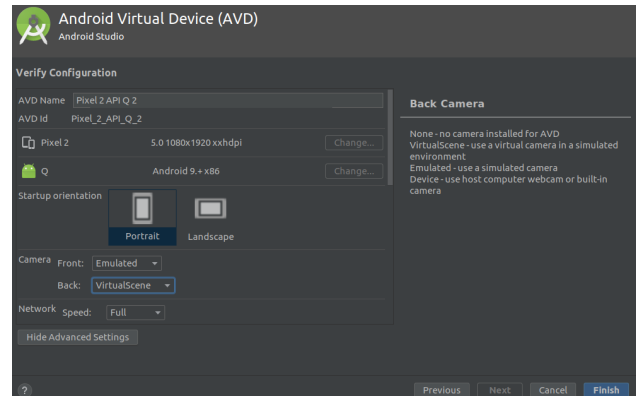 Android Virtual Device (AVD)
Android Studio
Verify Configuration
AVD Name Pixel 2 API Q 2
AVD Id Pixel_2_API_Q_2
Pixel 2 5.0 1080x1920 xxhdpi Change...
Q Android 9.+ x86 Change...
Startup orientation
Portrait Landscape
Camera Front: Emulated
Back: VirtualScene
Network Speed: Full
Hide Advanced Settings
Back Camera
None - no camera installed for AVD
VirtualScene - use a virtual camera in a simulated
environment
Emulated - use a simulated camera
Device - use host computer webcam or built-in
camera
? Previous Next Cancel Finish